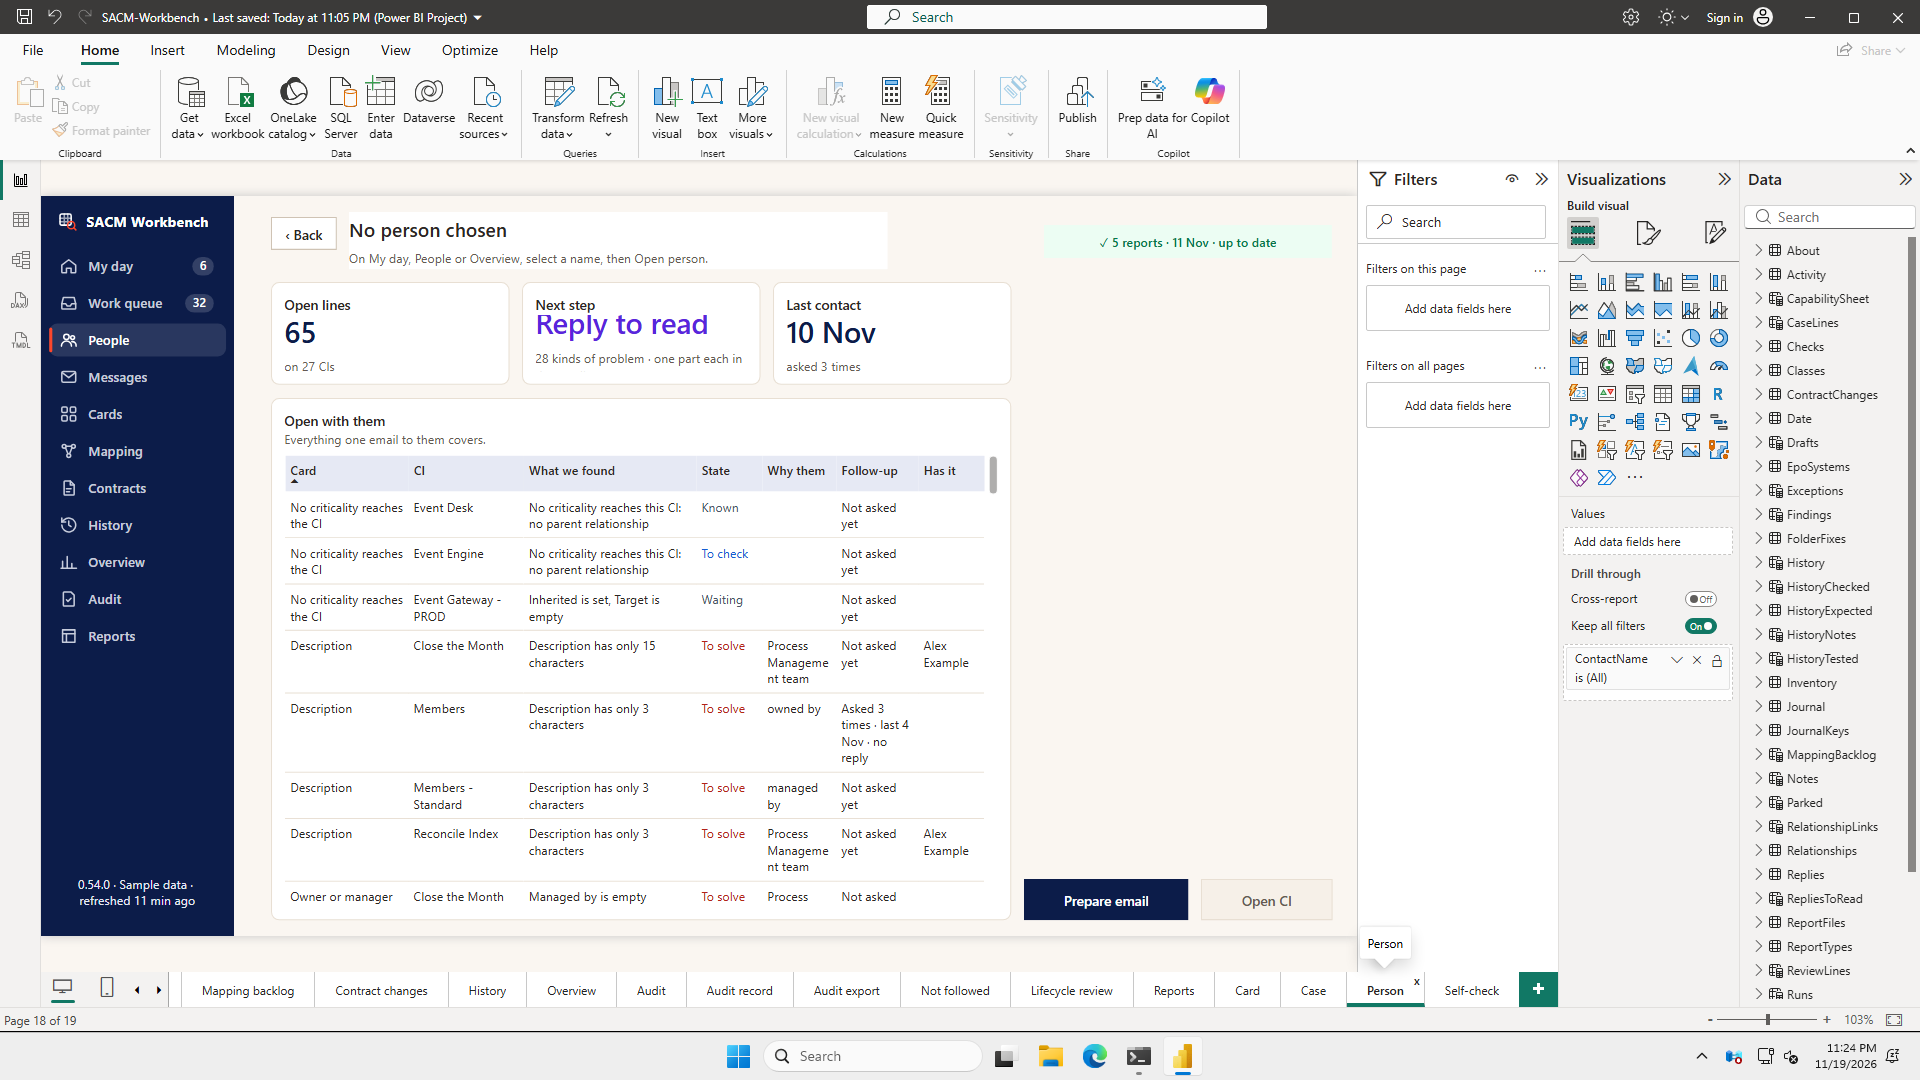 SACM-Workbench • Last saved: Today at 11:05 PM (Power BI Project)
Search
Sign in
File
Home
Insert
Modeling
Design
View
Optimize
Help
Share
Paste
Cut
Copy
Format painter
Clipboard
Get data
Excel workbook
OneLake catalog
SQL Server
Enter data
Dataverse
Recent sources
Data
Transform data
Refresh
Queries
New visual
Text box
More visuals
Insert
New visual calculation
New measure
Quick measure
Calculations
Sensitivity
Sensitivity
Publish
Share
Prep data for AI
Copilot
Copilot
DAX
TMDL
SACM Workbench
My day 6
Work queue 32
People
Messages
Cards
Mapping
Contracts
History
Overview
Audit
Reports
0.54.0 · Sample data ·
refreshed 11 min ago
‹ Back
No person chosen
On My day, People or Overview, select a name, then Open person.
✓ 5 reports · 11 Nov · up to date
Open lines
65
on 27 CIs
Next step
Reply to read
28 kinds of problem · one part each in
Last contact
10 Nov
asked 3 times
Open with them
Everything one email to them covers.
Card CI What we found State Why them Follow-up Has it
No criticality reaches the CI Event Desk No criticality reaches this CI: no parent relationship Known Not asked yet
No criticality reaches the CI Event Engine No criticality reaches this CI: no parent relationship To check Not asked yet
No criticality reaches the CI Event Gateway - PROD Inherited is set, Target is empty Waiting Not asked yet
Description Close the Month Description has only 15 characters To solve Process Management team Not asked yet Alex Example
Description Members Description has only 3 characters To solve owned by Asked 3 times · last 4 Nov · no reply
Description Members - Standard Description has only 3 characters To solve managed by Not asked yet
Description Reconcile Index Description has only 3 characters To solve Process Management team Not asked yet Alex Example
Owner or manager Close the Month Managed by is empty To solve Process Not asked
Prepare email
Open CI
Filters
Search
Filters on this page ...
Add data fields here
Filters on all pages ...
Add data fields here
Person
Visualizations
Build visual
123
R
Py
...
Values
Add data fields here
Drill through
Cross-report Off
Keep all filters On
ContactName
is (All)
Data
Search
About
Activity
CapabilitySheet
CaseLines
Checks
Classes
ContractChanges
Date
Drafts
EpoSystems
Exceptions
Findings
FolderFixes
History
HistoryChecked
HistoryExpected
HistoryNotes
HistoryTested
Inventory
Journal
JournalKeys
MappingBacklog
Notes
Parked
RelationshipLinks
Relationships
Replies
RepliesToRead
ReportFiles
ReportTypes
ReviewLines
Runs
Mapping backlog
Contract changes
History
Overview
Audit
Audit record
Audit export
Not followed
Lifecycle review
Reports
Card
Case
Person x
Self-check
+
Page 18 of 19
- + 103%
Search
11:24 PM
11/19/2026